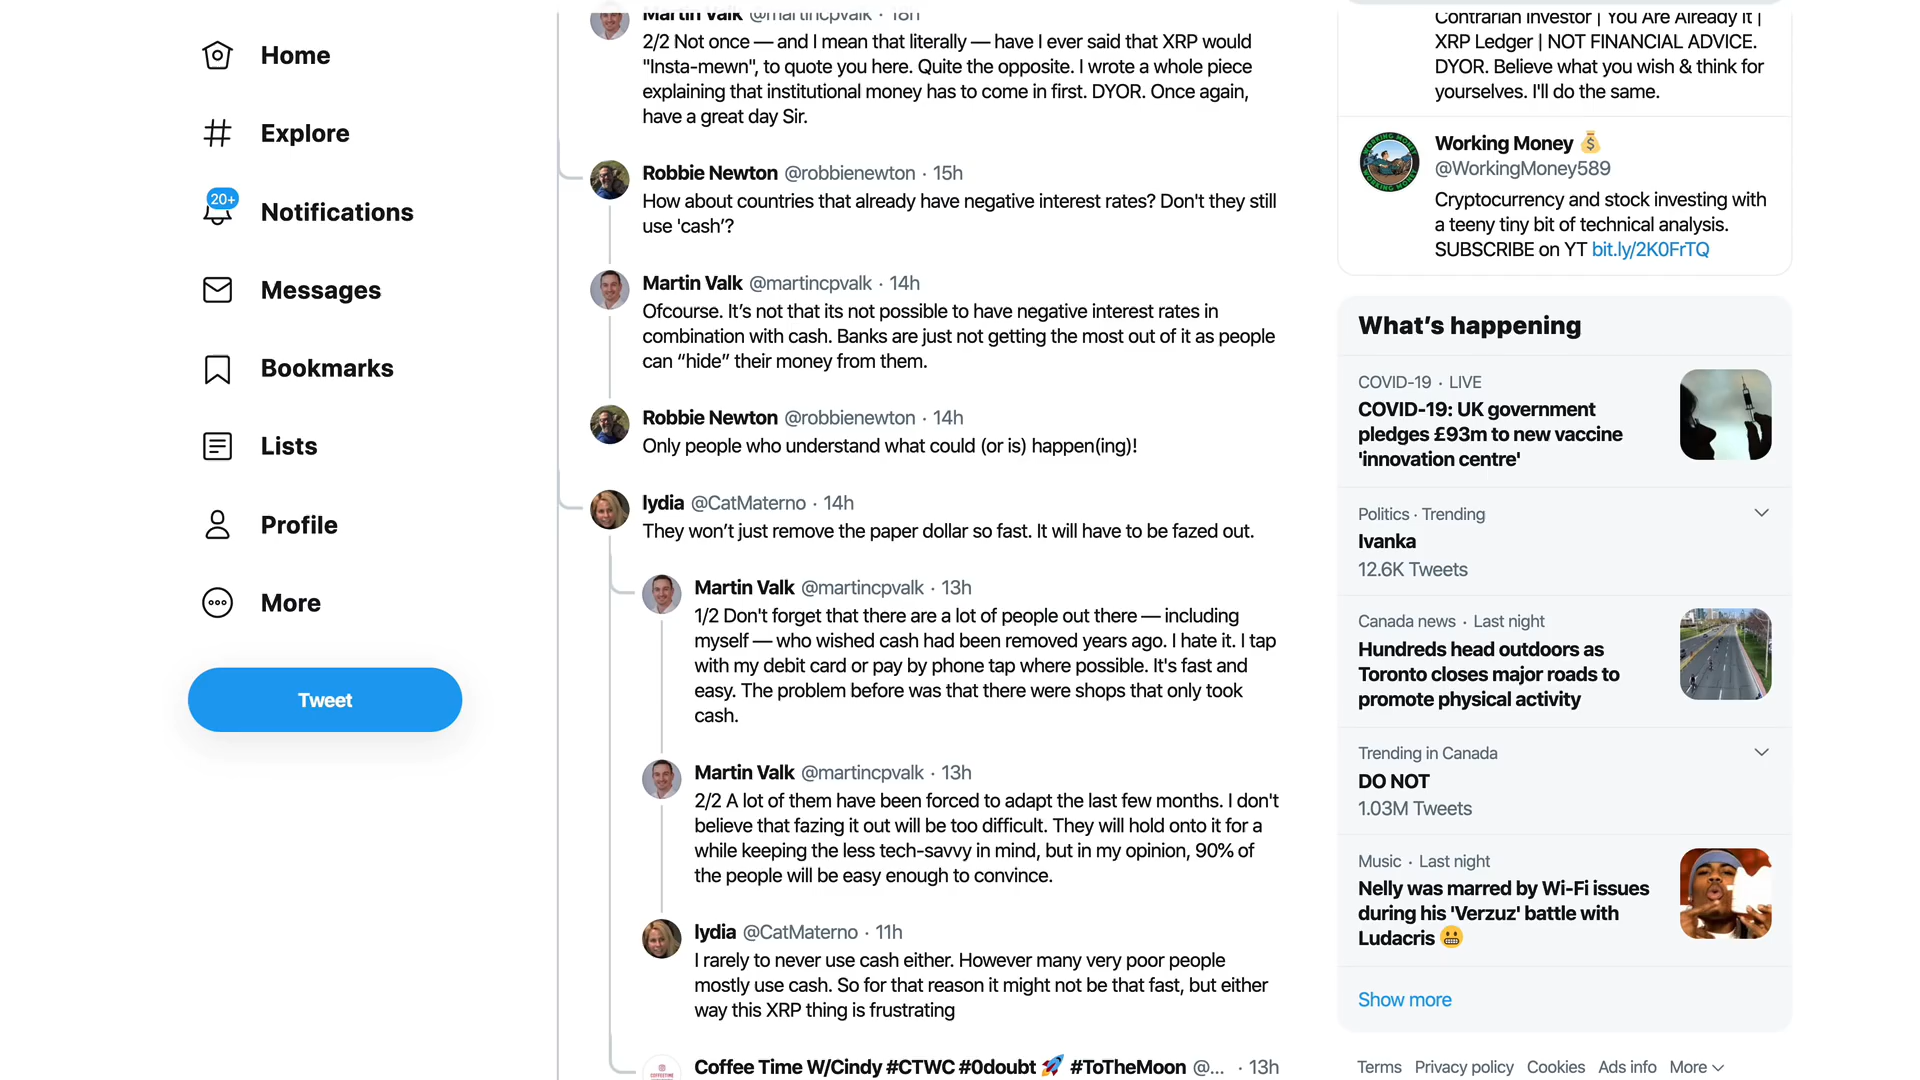 Home
Explore
20+
Notifications
Messages
Bookmarks
Lists
Profile
More
Tweet
Martin Valk @martincpvalk · 18h
2/2 Not once — and I mean that literally — have I ever said that XRP would
"Insta-mewn", to quote you here. Quite the opposite. I wrote a whole piece
explaining that institutional money has to come in first. DYOR. Once again,
have a great day Sir.
Robbie Newton @robbienewton · 15h
How about countries that already have negative interest rates? Don't they still
use 'cash’?
Martin Valk @martincpvalk · 14h
Ofcourse. It’s not that its not possible to have negative interest rates in
combination with cash. Banks are just not getting the most out of it as people
can “hide” their money from them.
Robbie Newton @robbienewton · 14h
Only people who understand what could (or is) happen(ing)!
lydia @CatMaterno · 14h
They won’t just remove the paper dollar so fast. It will have to be fazed out.
Martin Valk @martincpvalk · 13h
1/2 Don't forget that there are a lot of people out there — including
myself — who wished cash had been removed years ago. I hate it. I tap
with my debit card or pay by phone tap where possible. It's fast and
easy. The problem before was that there were shops that only took
cash.
Martin Valk @martincpvalk · 13h
2/2 A lot of them have been forced to adapt the last few months. I don't
believe that fazing it out will be too difficult. They will hold onto it for a
while keeping the less tech-savvy in mind, but in my opinion, 90% of
the people will be easy enough to convince.
lydia @CatMaterno · 11h
I rarely to never use cash either. However many very poor people
mostly use cash. So for that reason it might not be that fast, but either
way this XRP thing is frustrating
Coffee Time W/Cindy #CTWC #0doubt 🚀 #ToTheMoon @... · 13h
Contrarian Investor | You Are Already It |
XRP Ledger | NOT FINANCIAL ADVICE.
DYOR. Believe what you wish & think for
yourselves. I'll do the same.
WORKING MONEY
Working Money 💰
@WorkingMoney589
Cryptocurrency and stock investing with
a teeny tiny bit of technical analysis.
SUBSCRIBE on YT bit.ly/2K0FrTQ
What’s happening
COVID-19 · LIVE
COVID-19: UK government
pledges £93m to new vaccine
'innovation centre'
Politics · Trending
Ivanka
12.6K Tweets
Canada news · Last night
Hundreds head outdoors as
Toronto closes major roads to
promote physical activity
Trending in Canada
DO NOT
1.03M Tweets
Music · Last night
Nelly was marred by Wi-Fi issues
during his 'Verzuz' battle with
Ludacris 😬
Show more
Terms Privacy policy Cookies Ads info More